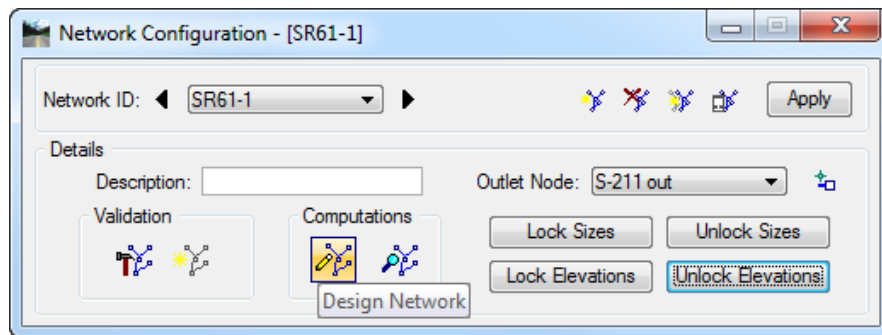 Network Configuration - [SR61-1]
Network ID: SR61-1 Apply
Details
Description: Outlet Node: S-211 out
Validation Computations Lock Sizes Unlock Sizes
Lock Elevations Unlock Elevations
Design Network